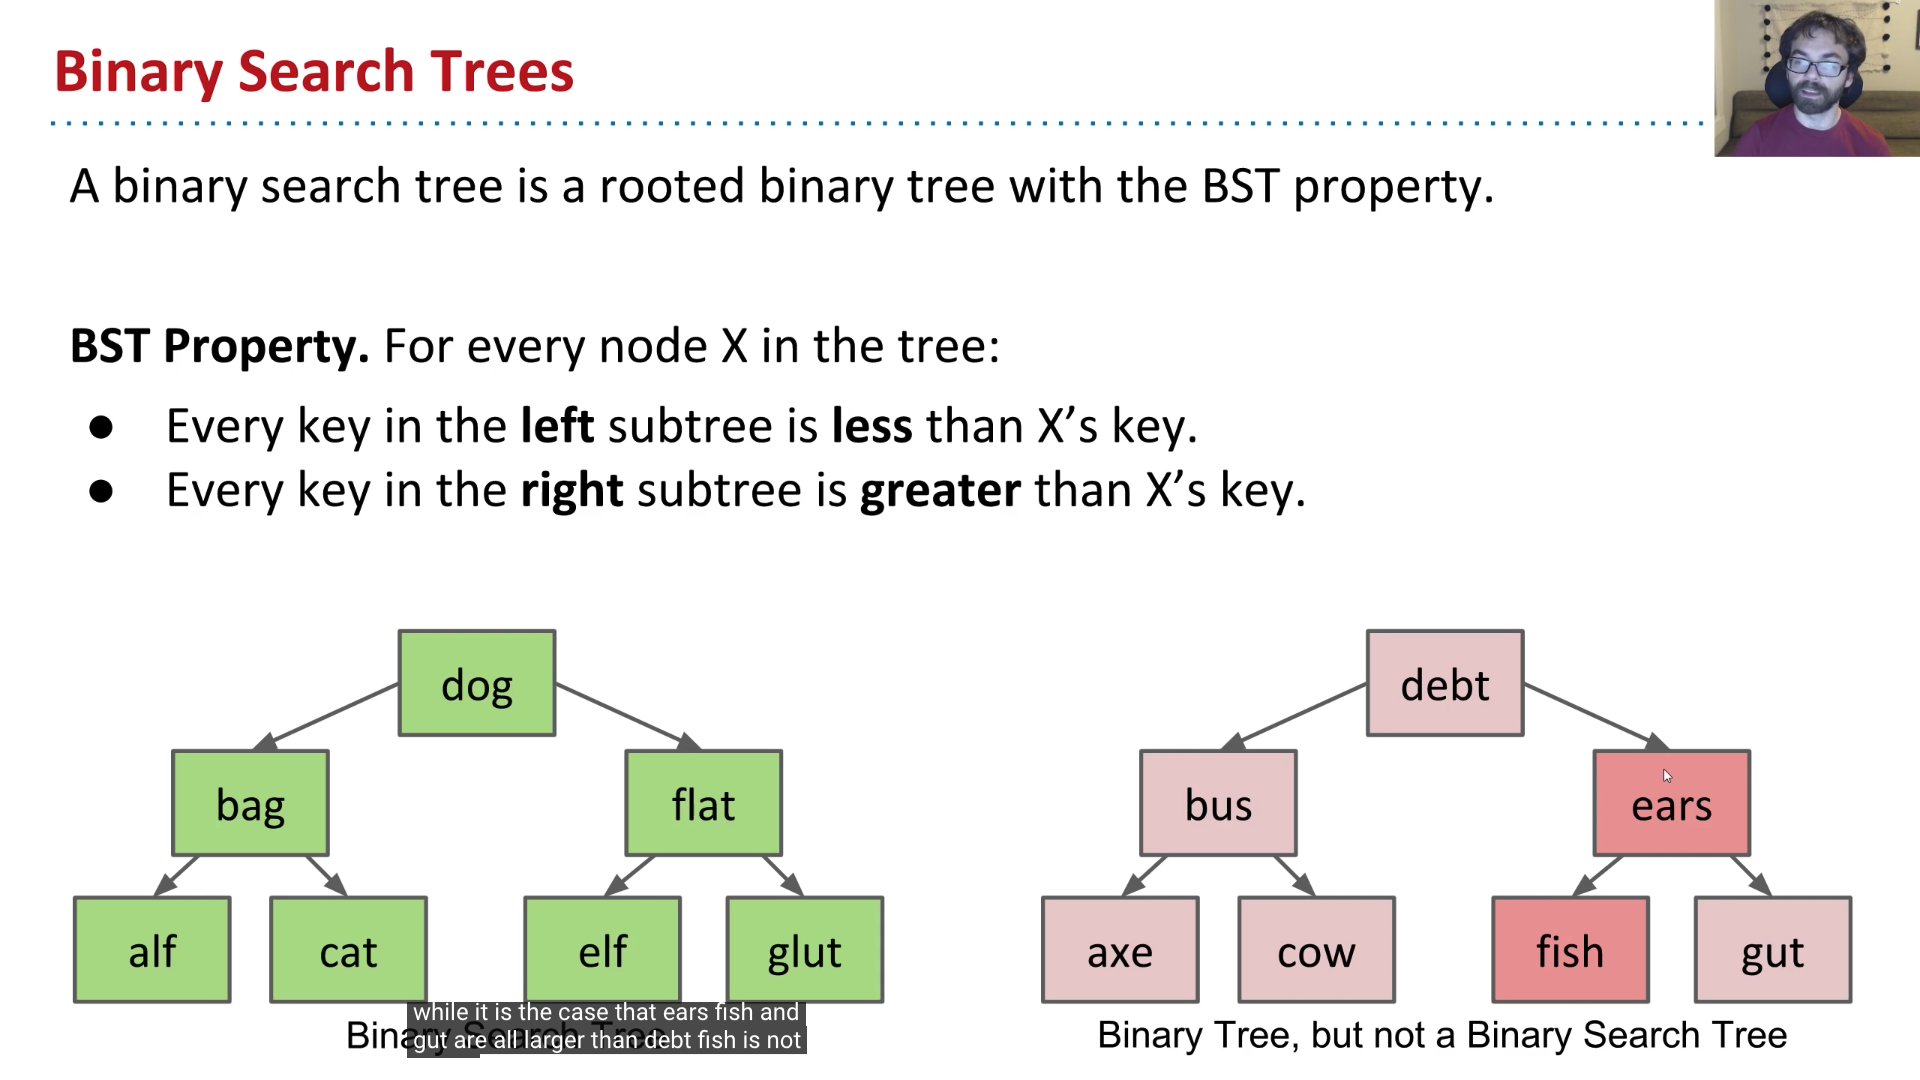 Binary Search Trees
A binary search tree is a rooted binary tree with the BST property.
BST Property. For every node X in the tree:
● Every key in the left subtree is less than X’s key.
● Every key in the right subtree is greater than X’s key.
dog
bag
flat
alf
cat
elf
glut
Binary Search Tree
while it is the case that ears fish and
gut are all larger than debt fish is not
debt
bus
ears
axe
cow
fish
gut
Binary Tree, but not a Binary Search Tree